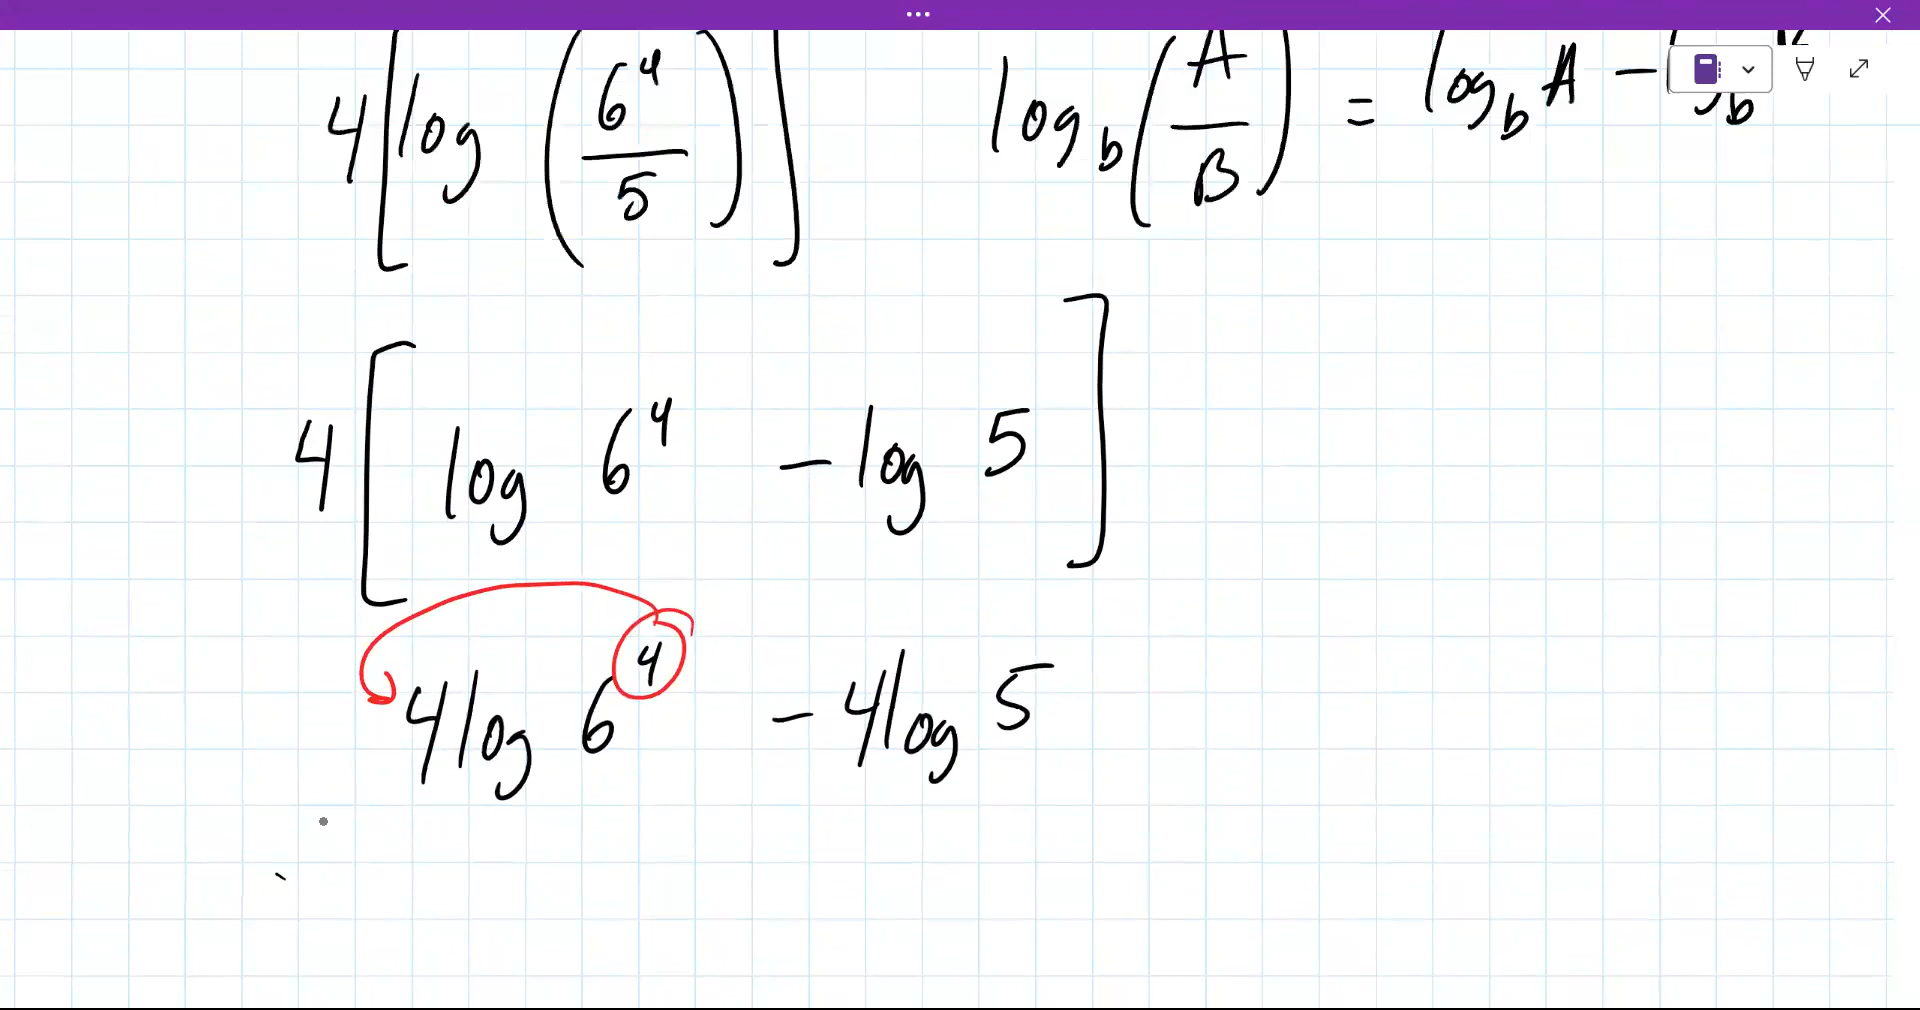 4[log (6^4/5)] log_b(A/B) = log_b A - b
4[log 6^4 - log 5]
4log 6^4 - 4log 5